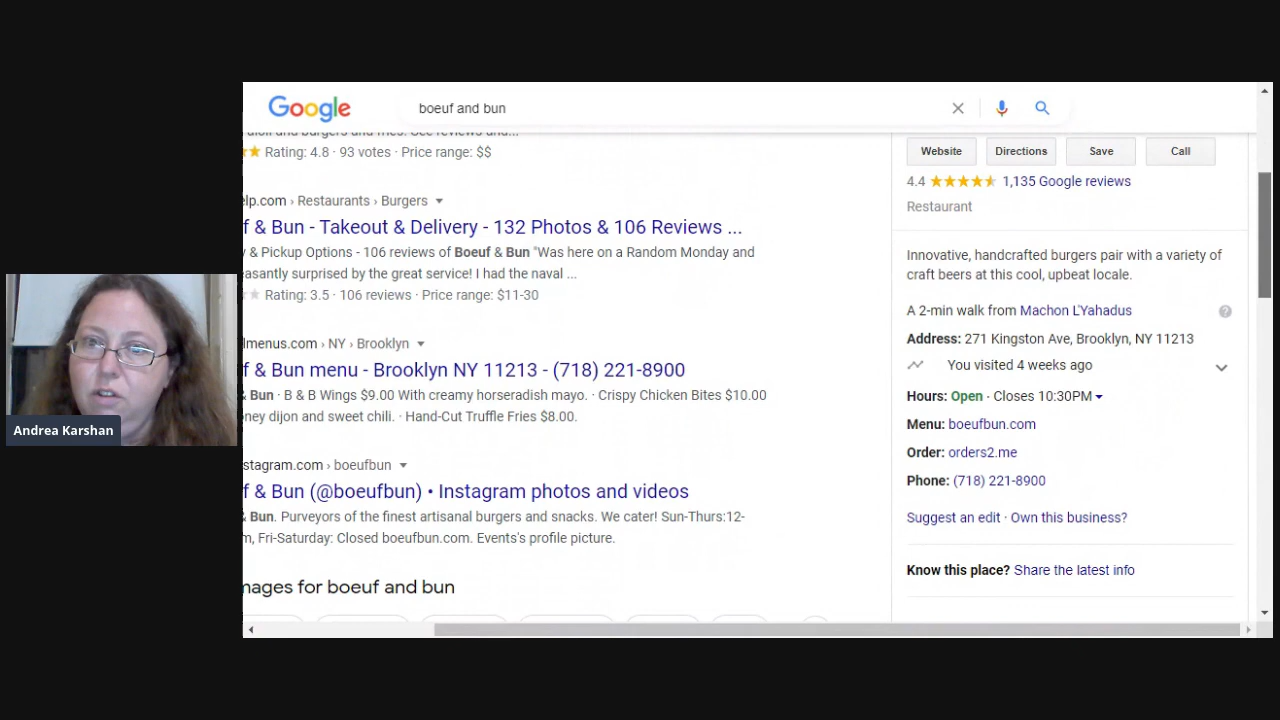 Google
boeuf and bun
Rating: 4.8 · 93 votes · Price range: $$
elp.com › Restaurants › Burgers
f & Bun - Takeout & Delivery - 132 Photos & 106 Reviews ...
y & Pickup Options - 106 reviews of Boeuf & Bun "Was here on a Random Monday and
easantly surprised by the great service! I had the naval ...
Rating: 3.5 · 106 reviews · Price range: $11-30
lmenus.com › NY › Brooklyn
f & Bun menu - Brooklyn NY 11213 - (718) 221-8900
& Bun · B & B Wings $9.00 With creamy horseradish mayo. · Crispy Chicken Bites $10.00
oney dijon and sweet chili. · Hand-Cut Truffle Fries $8.00.
stagram.com › boeufbun
f & Bun (@boeufbun) • Instagram photos and videos
& Bun. Purveyors of the finest artisanal burgers and snacks. We cater! Sun-Thurs:12-
m, Fri-Saturday: Closed boeufbun.com. Events's profile picture.
mages for boeuf and bun
Website Directions Save Call
4.4 1,135 Google reviews
Restaurant
Innovative, handcrafted burgers pair with a variety of
craft beers at this cool, upbeat locale.
A 2-min walk from Machon L'Yahadus
Address: 271 Kingston Ave, Brooklyn, NY 11213
You visited 4 weeks ago
Hours: Open · Closes 10:30PM
Menu: boeufbun.com
Order: orders2.me
Phone: (718) 221-8900
Suggest an edit · Own this business?
Know this place? Share the latest info
Andrea Karshan